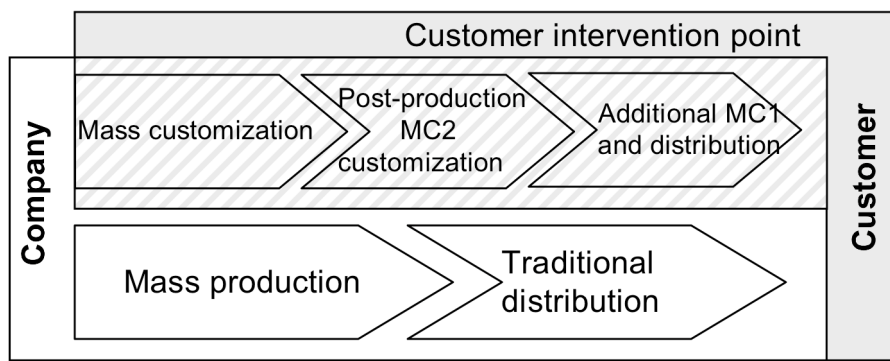 Customer intervention point
Company
Mass customization
Post-production
MC2
customization
Additional MC1
and distribution
Customer
Mass production
Traditional
distribution